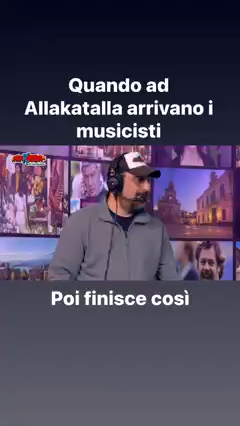 Quando ad
Allakatalla arrivano i
musicisti
Poi finisce così